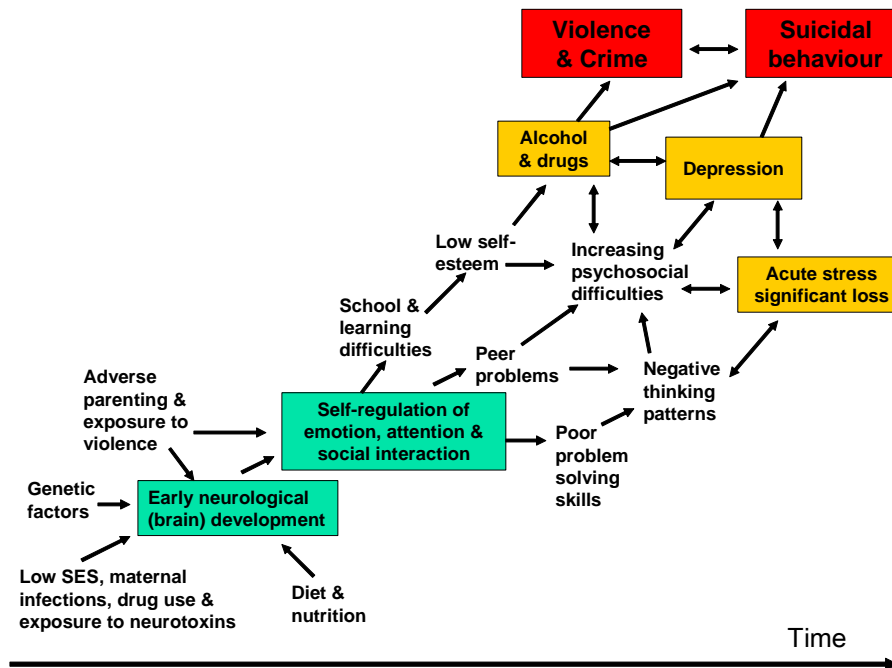 Violence
& Crime
Suicidal
behaviour
Alcohol
& drugs
Depression
Low self-
esteem
Increasing
psychosocial
difficulties
Acute stress
significant loss
School &
learning
difficulties
Peer
problems
Negative
thinking
patterns
Adverse
parenting &
exposure to
violence
Self-regulation of
emotion, attention &
social interaction
Poor
problem
solving
skills
Genetic
factors
Early neurological
(brain) development
Low SES, maternal
infections, drug use &
exposure to neurotoxins
Diet &
nutrition
Time